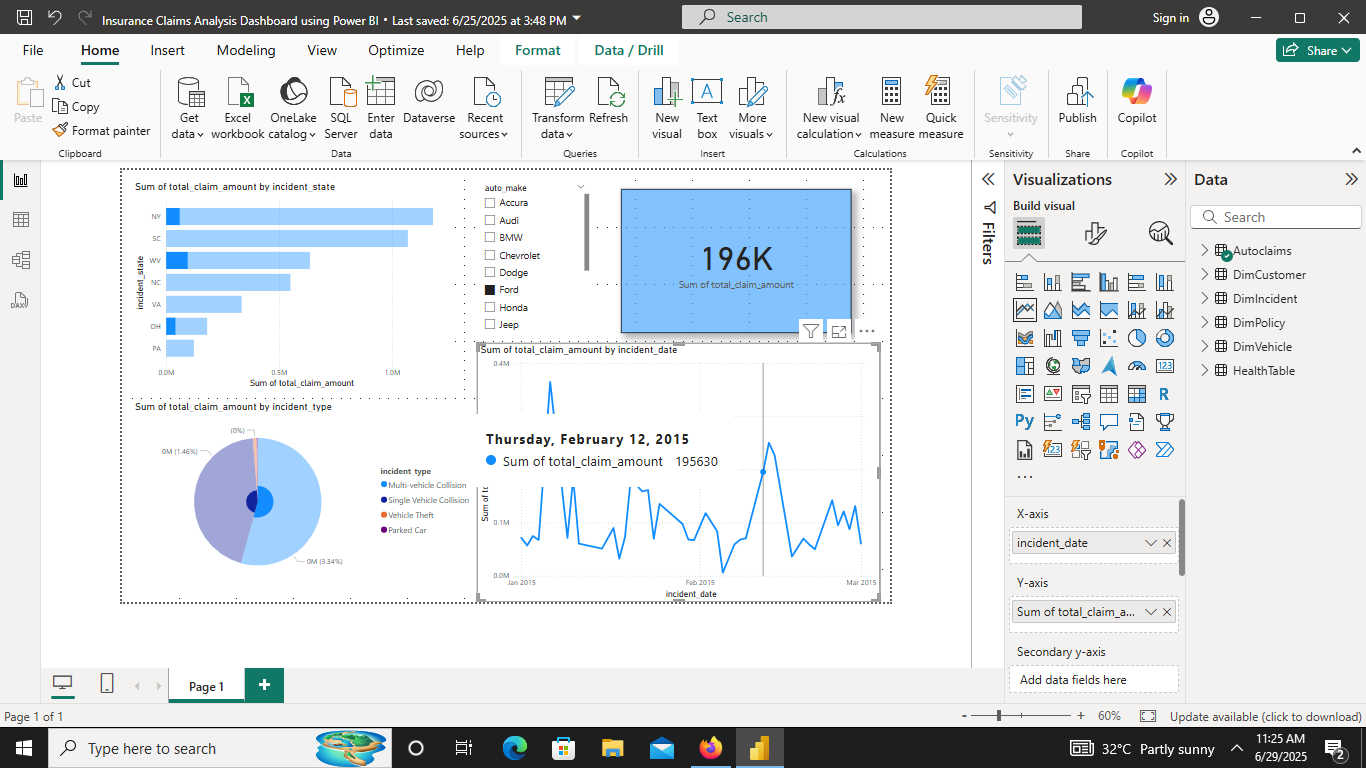 Insurance Claims Analysis Dashboard using Power BI • Last saved: 6/25/2025 at 3:48 PM
Search
Sign in
File
Home
Insert
Modeling
View
Optimize
Help
Format
Data / Drill
Share
Paste
Cut
Copy
Format painter
Get data
Excel workbook
OneLake catalog
SQL Server
Enter data
Dataverse
Recent sources
Transform data
Refresh
New visual
Text box
More visuals
New visual calculation
New measure
Quick measure
Sensitivity
Publish
Copilot
Clipboard
Data
Queries
Insert
Calculations
Sensitivity
Share
Copilot
Sum of total_claim_amount by incident_state
incident_state
NY
SC
WV
NC
VA
OH
PA
0.0M
0.5M
1.0M
Sum of total_claim_amount
auto_make
Accura
Audi
BMW
Chevrolet
Dodge
Ford
Honda
Jeep
196K
Sum of total_claim_amount
Sum of total_claim_amount by incident_type
(0%)
0M (1.46%)
0M (3.34%)
incident_type
Multi-vehicle Collision
Single Vehicle Collision
Vehicle Theft
Parked Car
Sum of total_claim_amount by incident_date
0.4M
Thursday, February 12, 2015
Sum of total_claim_amount 195630
Sum of to
0.1M
0.0M
Jan 2015
Feb 2015
Mar 2015
incident_date
Filters
Visualizations
Build visual
123
R
Py
123
...
X-axis
incident_date
Y-axis
Sum of total_claim_a...
Secondary y-axis
Add data fields here
Data
Search
Autoclaims
DimCustomer
DimIncident
DimPolicy
DimVehicle
HealthTable
DAX
Page 1
Page 1 of 1
60%
Update available (click to download)
Type here to search
32°C Partly sunny
11:25 AM
6/29/2025
2